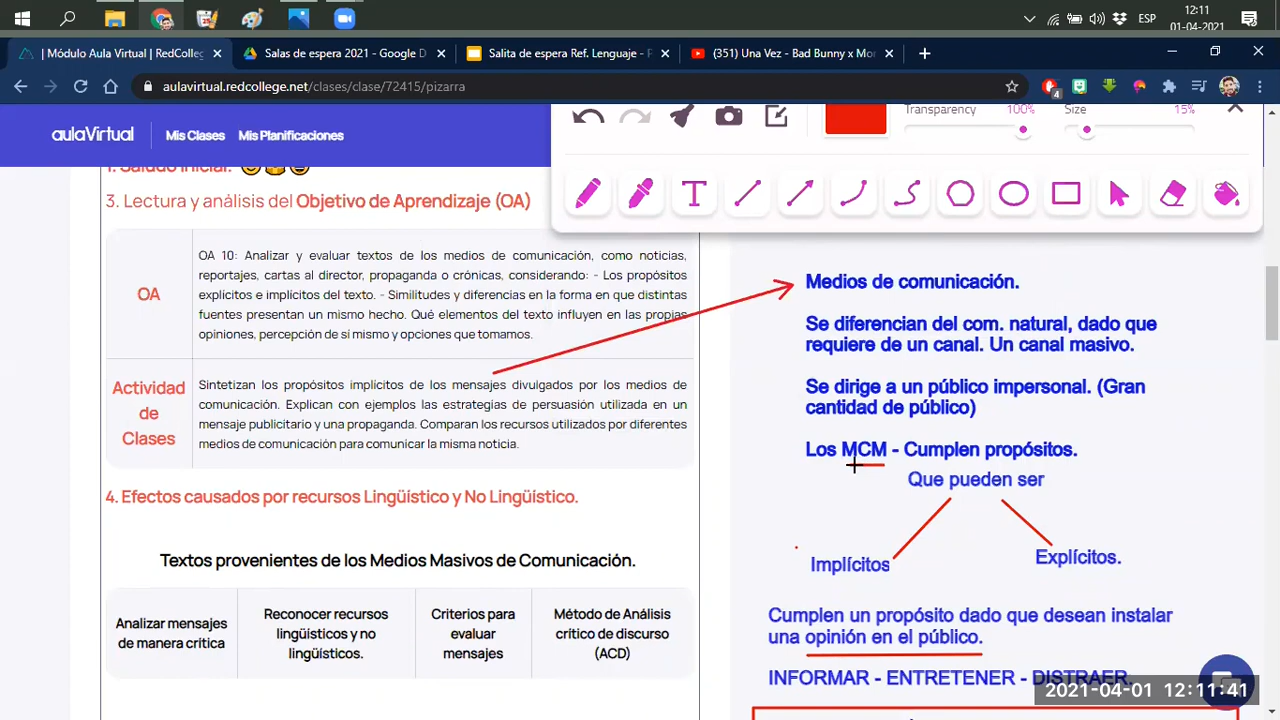 12:11
ESP
01-04-2021
| Módulo Aula Virtual | RedColleg
Salas de espera 2021 - Google D
Salita de espera Ref. Lenguaje - P
(351) Una Vez - Bad Bunny x Mor
aulavirtual.redcollege.net/clases/clase/72415/pizarra
4
aulaVirtual
Mis Clases
Mis Planificaciones
Transparency 100%
Size 15%
T
1. Saludo inicial.
3. Lectura y análisis del Objetivo de Aprendizaje (OA)
OA
OA 10: Analizar y evaluar textos de los medios de comunicación, como noticias,
reportajes, cartas al director, propaganda o crónicas, considerando: - Los propósitos
explícitos e implícitos del texto. - Similitudes y diferencias en la forma en que distintas
fuentes presentan un mismo hecho. Qué elementos del texto influyen en las propias
opiniones, percepción de sí mismo y opciones que tomamos.
Actividad
de
Clases
Sintetizan los propósitos implícitos de los mensajes divulgados por los medios de
comunicación. Explican con ejemplos las estrategias de persuasión utilizada en un
mensaje publicitario y una propaganda. Comparan los recursos utilizados por diferentes
medios de comunicación para comunicar la misma noticia.
4. Efectos causados por recursos Lingüístico y No Lingüístico.
Textos provenientes de los Medios Masivos de Comunicación.
Analizar mensajes
de manera crítica
Reconocer recursos
lingüísticos y no
lingüísticos.
Criterios para
evaluar
mensajes
Método de Análisis
crítico de discurso
(ACD)
Medios de comunicación.
Se diferencian del com. natural, dado que
requiere de un canal. Un canal masivo.
Se dirige a un público impersonal. (Gran
cantidad de público)
Los MCM - Cumplen propósitos.
Que pueden ser
Implícitos
Explícitos.
Cumplen un propósito dado que desean instalar
una opinión en el público.
INFORMAR - ENTRETENER - DISTRAER.
2021-04-01 12:11:41